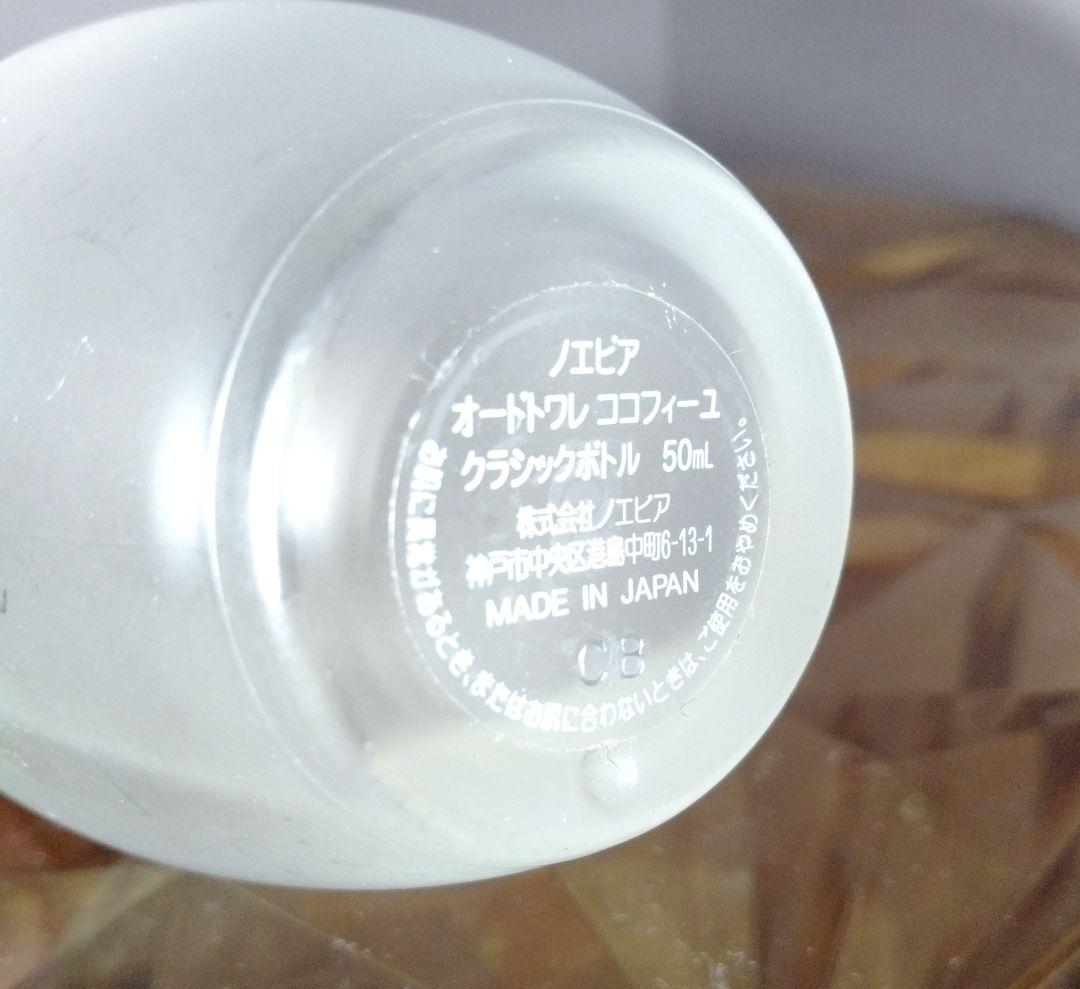 ノエビア
オードトワレ ココフィーユ
クラシックボトル 50mL
株式会社ノエビア
神戸市中央区港島中町6-13-1
MADE IN JAPAN
CB
お肌に異常があるとき、またはお肌に合わないときは、ご使用をおやめください。